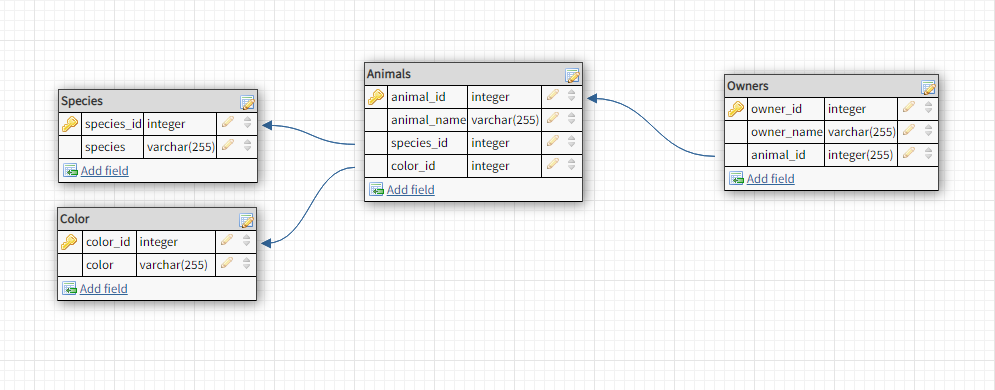 Species
species_id integer
species varchar(255)
Add field
Color
color_id integer
color varchar(255)
Add field
Animals
animal_id integer
animal_name varchar(255)
species_id integer
color_id integer
Add field
Owners
owner_id integer
owner_name varchar(255)
animal_id integer(255)
Add field